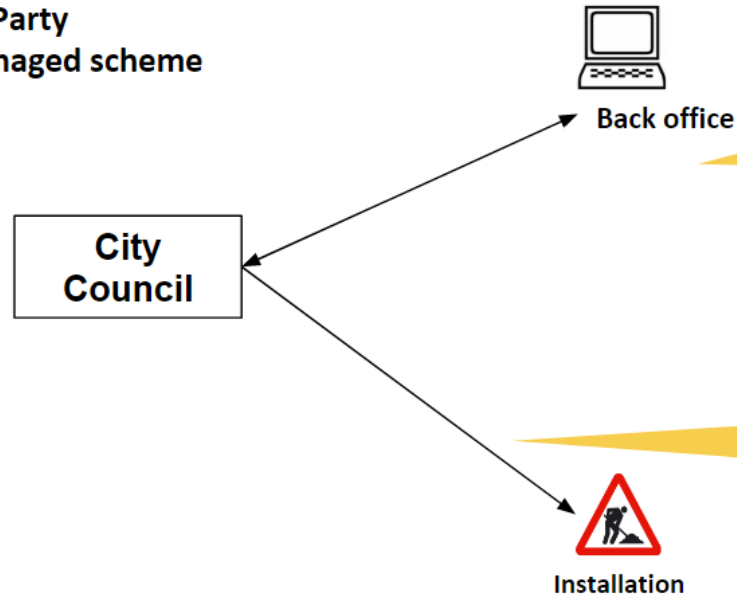 Party
naged scheme
Back office
City
Council
Installation